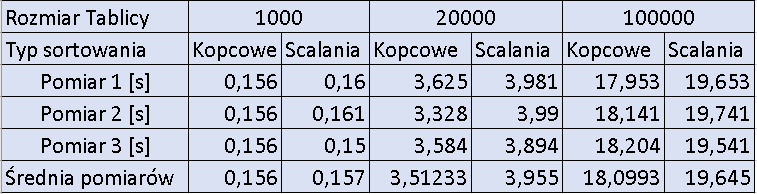 Rozmiar Tablicy 1000 20000 100000
Typ sortowania Kopcowe Scalania Kopcowe Scalania Kopcowe Scalania
Pomiar 1 [s] 0,156 0,16 3,625 3,981 17,953 19,653
Pomiar 2 [s] 0,156 0,161 3,328 3,99 18,141 19,741
Pomiar 3 [s] 0,156 0,15 3,584 3,894 18,204 19,541
Średnia pomiarów 0,156 0,157 3,51233 3,955 18,0993 19,645